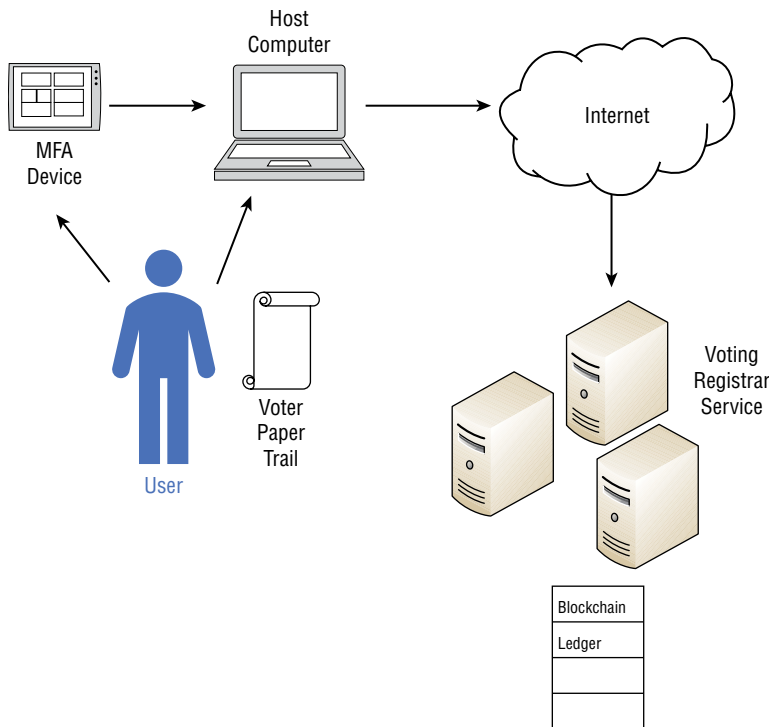 Host
Computer
MFA
Device
Internet
Voter
Paper
Trail
User
Voting
Registrar
Service
Blockchain
Ledger